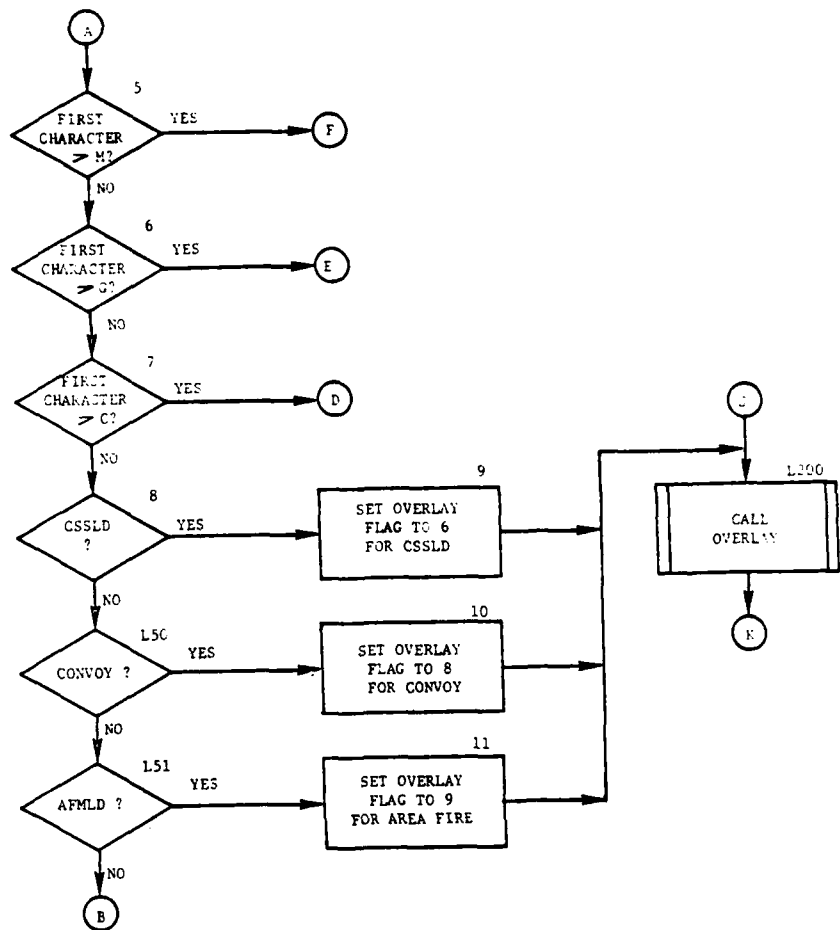 A
5
FIRST
CHARACTER
> M?
YES
F
NO
6
FIRST
CHARACTER
> G?
YES
E
NO
7
FIRST
CHARACTER
> C?
YES
D
NO
8
CSSLD
?
YES
9
SET OVERLAY
FLAG TO 6
FOR CSSLD
NO
L50
CONVOY ?
YES
10
SET OVERLAY
FLAG TO 8
FOR CONVOY
NO
L51
AFMLD ?
YES
11
SET OVERLAY
FLAG TO 9
FOR AREA FIRE
NO
B
L200
CALL
OVERLAY
K